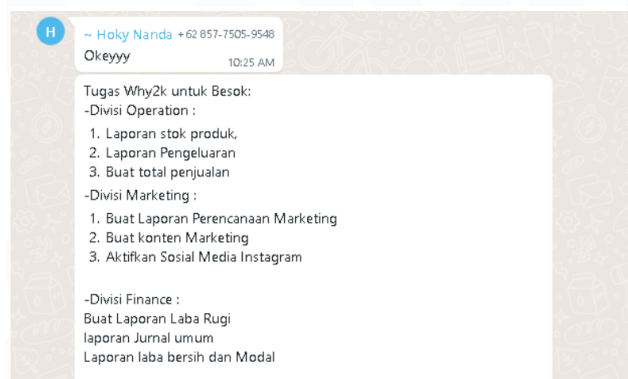 H
~ Hoky Nanda +62 857-7505-9548
Okeyyy
10:25 AM
Tugas Why2k untuk Besok:
-Divisi Operation :
1. Laporan stok produk,
2. Laporan Pengeluaran
3. Buat total penjualan
-Divisi Marketing :
1. Buat Laporan Perencanaan Marketing
2. Buat konten Marketing
3. Aktifkan Sosial Media Instagram
-Divisi Finance :
Buat Laporan Laba Rugi
laporan Jurnal umum
Laporan laba bersih dan Modal